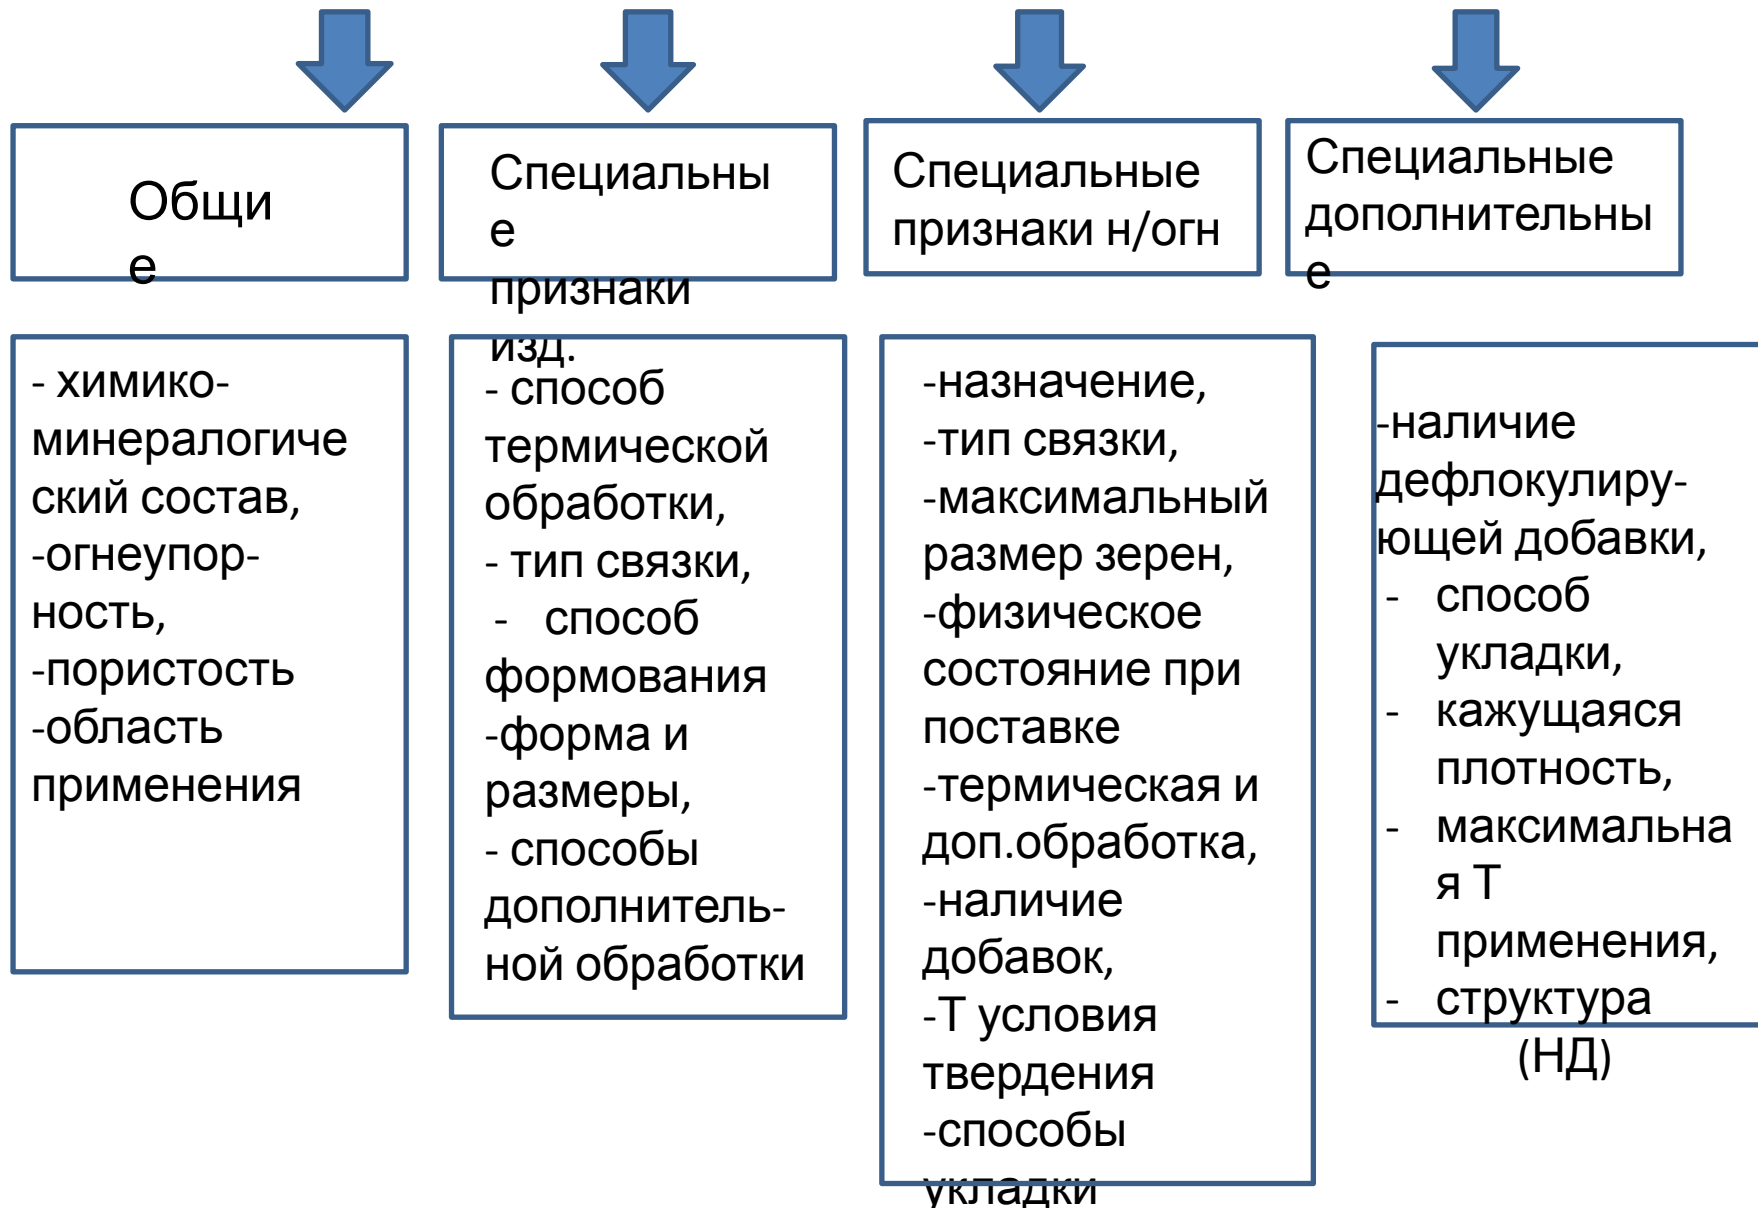 Общи
е
Специальны
е
признаки
изд.
Специальные
признаки н/огн
Специальные
дополнительны
е
- химико-
минералогиче
ский состав,
-огнеупор-
ность,
-пористость
-область
применения
- способ
термической
обработки,
- тип связки,
- способ
формования
-форма и
размеры,
- способы
дополнитель-
ной обработки
-назначение,
-тип связки,
-максимальный
размер зерен,
-физическое
состояние при
поставке
-термическая и
доп.обработка,
-наличие
добавок,
-Т условия
твердения
-способы
укладки
-наличие
дефлокулиру-
ющей добавки,
- способ
укладки,
- кажущаяся
плотность,
- максимальна
я Т
применения,
- структура
(НД)